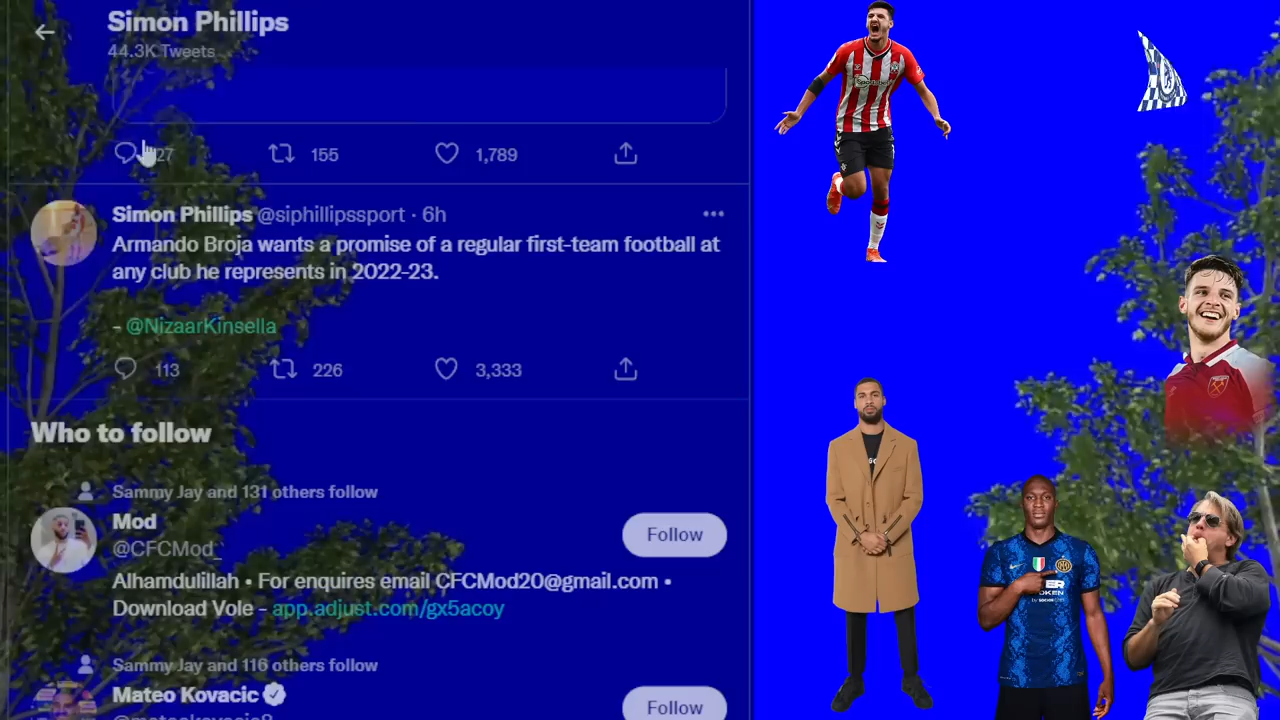 Simon Phillips
44.3K Tweets
27 155 1,789
Simon Phillips @siphillipssport · 6h
Armando Broja wants a promise of a regular first-team football at
any club he represents in 2022-23.
- @NizaarKinsella
113 226 3,333
Who to follow
Sammy Jay and 131 others follow
Mod
@CFCMod_
Follow
Alhamdulillah • For enquires email CFCMod20@gmail.com •
Download Vole - app.adjust.com/gx5acoy
Sammy Jay and 116 others follow
Mateo Kovacic
Follow